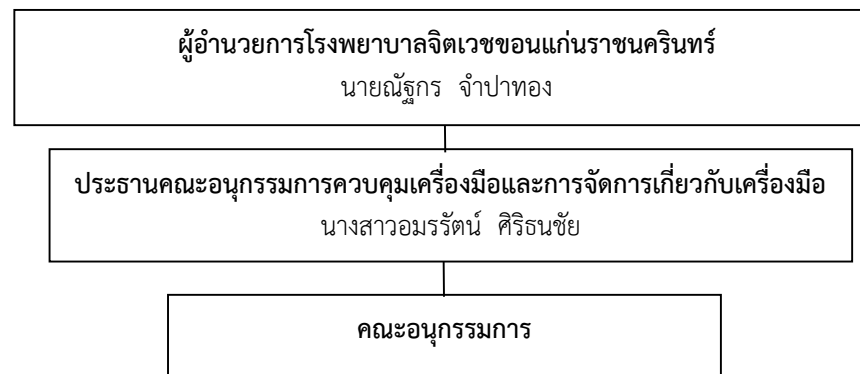 ผู้อำนวยการโรงพยาบาลจิตเวชขอนแก่นราชนครินทร์
นายณัฐกร จำปาทอง
ประธานคณะอนุกรรมการควบคุมเครื่องมือและการจัดการเกี่ยวกับเครื่องมือ
นางสาวอมรรัตน์ ศิริธนชัย
คณะอนุกรรมการ